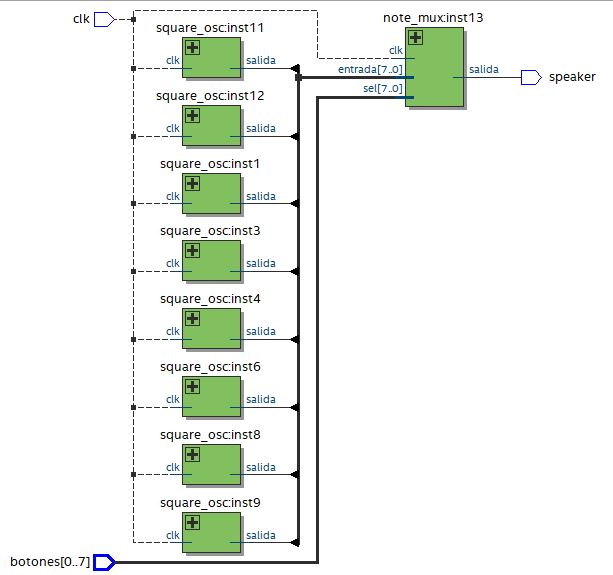 clk
square_osc:inst11
clk
salida
note_mux:inst13
clk
entrada[7..0]
sel[7..0]
salida
speaker
square_osc:inst12
clk
salida
square_osc:inst1
clk
salida
square_osc:inst3
clk
salida
square_osc:inst4
clk
salida
square_osc:inst6
clk
salida
square_osc:inst8
clk
salida
square_osc:inst9
clk
salida
botones[0..7]